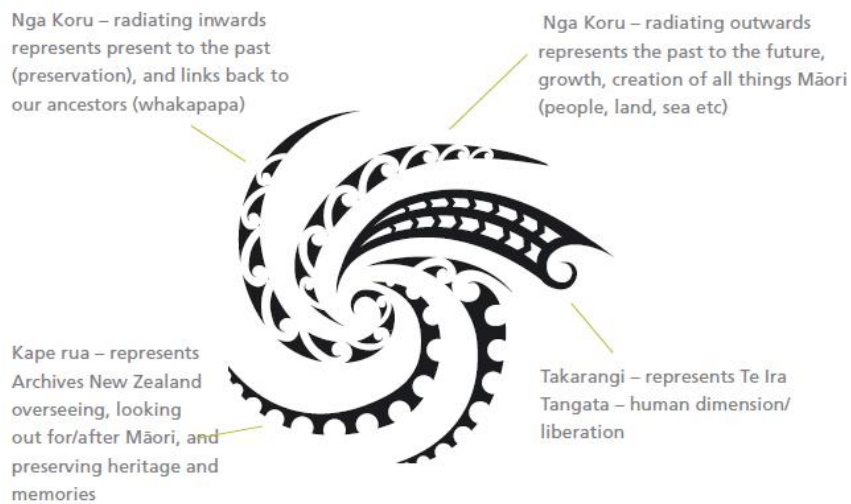 Nga Koru – radiating inwards
represents present to the past
(preservation), and links back to
our ancestors (whakapapa)
Nga Koru – radiating outwards
represents the past to the future,
growth, creation of all things Māori
(people, land, sea etc)
Kape rua – represents
Archives New Zealand
overseeing, looking
out for/after Māori, and
preserving heritage and
memories
Takarangi – represents Te Ira
Tangata – human dimension/
liberation